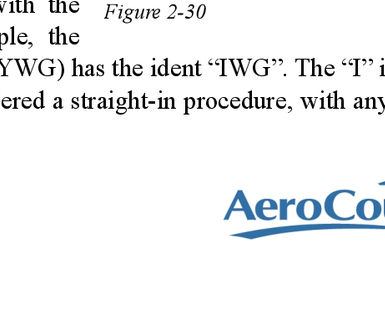 with the
Figure 2-30
ple, the
YWG) has the ident “IWG”. The “I” i
ered a straight-in procedure, with any
AeroCou